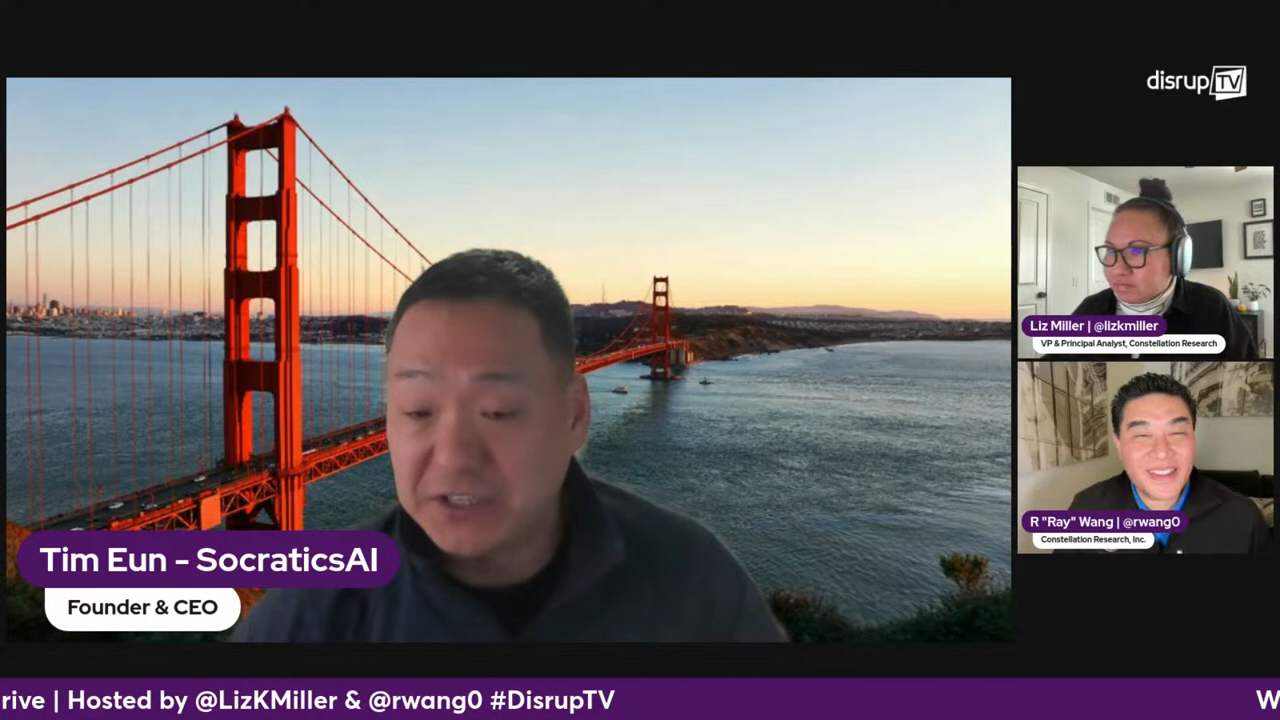 disrupTV
Tim Eun - SocraticsAI
Founder & CEO
Liz Miller | @lizkmiller
VP & Principal Analyst, Constellation Research
R "Ray" Wang | @rwang0
Constellation Research, Inc.
rive | Hosted by @LizKMiller & @rwang0 #DisrupTV
W